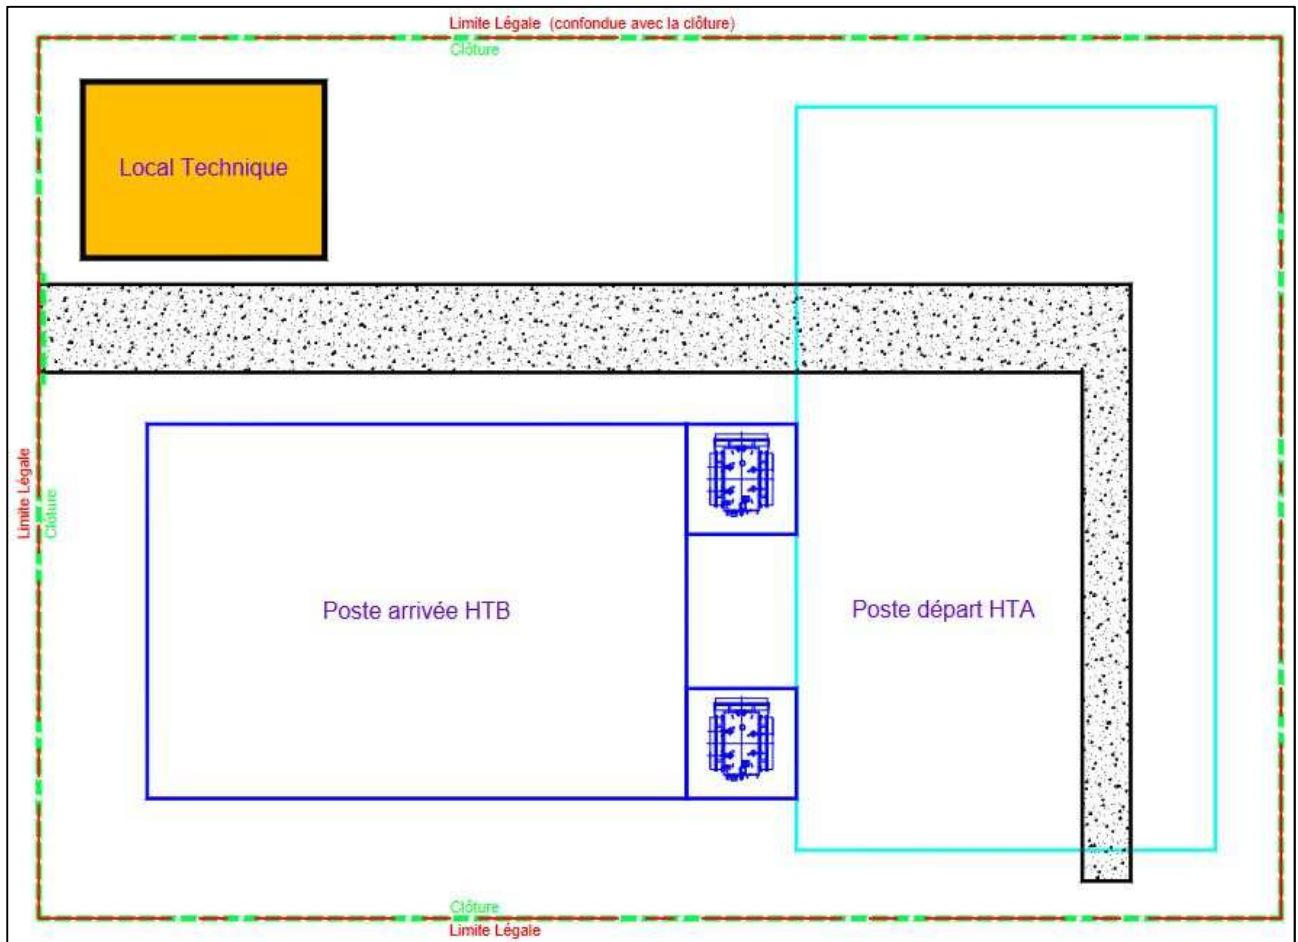 Limite Légale (confondue avec la clôture)
Clôture
Local Technique
Limite Légale
Clôture
Poste arrivée HTB
Poste départ HTA
Clôture
Limite Légale